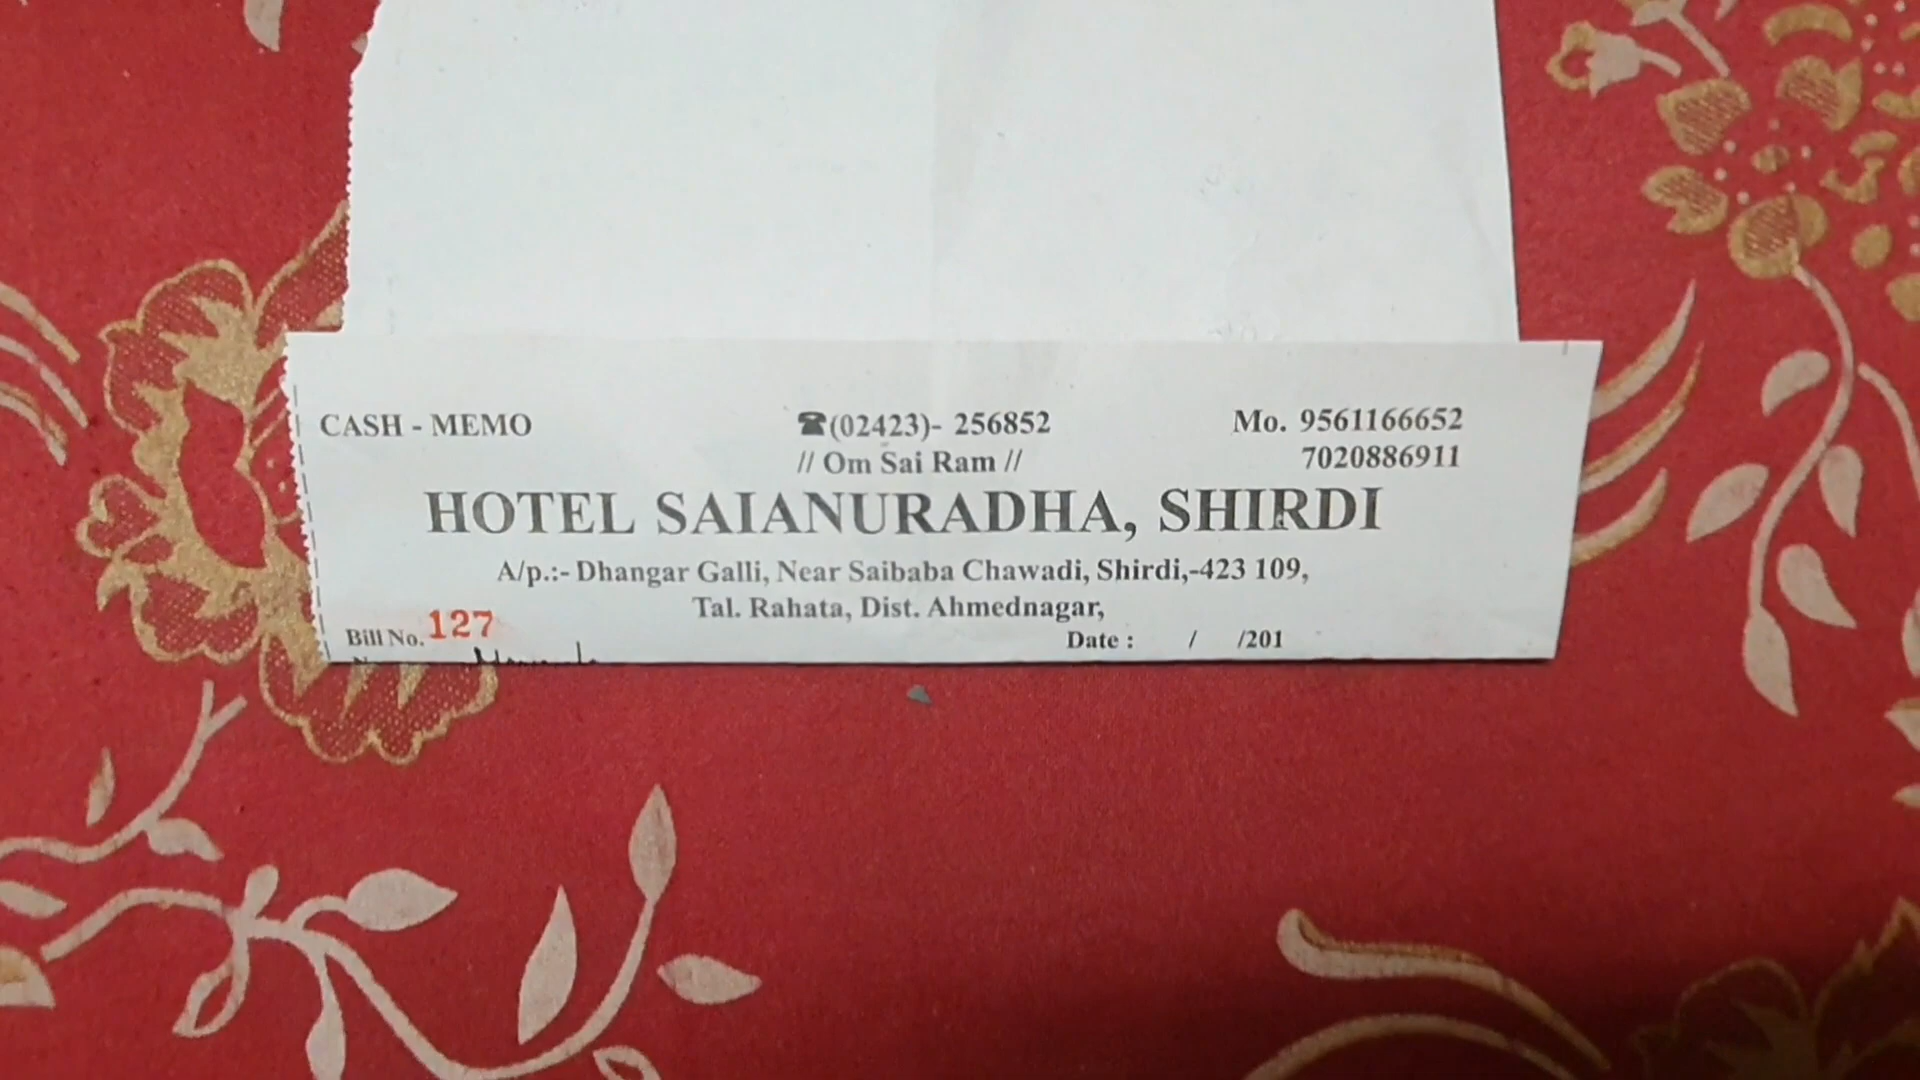 CASH - MEMO ☎(02423)- 256852 Mo. 9561166652
// Om Sai Ram // 7020886911
HOTEL SAIANURADHA, SHIRDI
A/p.:- Dhangar Galli, Near Saibaba Chawadi, Shirdi,-423 109,
Tal. Rahata, Dist. Ahmednagar,
Bill No. 127 Date : / /201